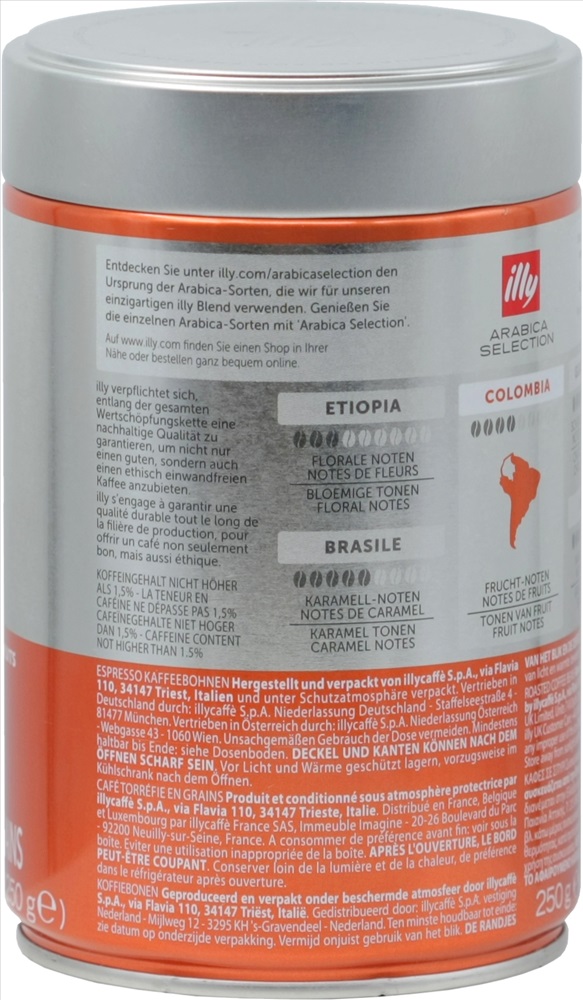 Entdecken Sie unter illy.com/arabicaselection den
Ursprung der Arabica-Sorten, die wir für unseren
einzigartigen illy Blend verwenden. Genießen Sie
die einzelnen Arabica-Sorten mit 'Arabica Selection'.
Auf www.illy.com finden Sie einen Shop in Ihrer
Nähe oder bestellen ganz bequem online.
illy
ARABICA
SELECTION
illy verpflichtet sich,
entlang der gesamten
Wertschöpfungskette eine
nachhaltige Qualität zu
garantieren, um nicht nur
einen guten, sondern auch
einen ethisch einwandfreien
Kaffee anzubieten.
illy s'engage à garantir une
qualité durable tout le long de
la filière de production, pour
offrir un café non seulement
bon, mais aussi éthique.
KOFFEINGEHALT NICHT HÖHER
ALS 1,5% - LA TENEUR EN
CAFÉINE NE DÉPASSE PAS 1,5%
CAFEÏNEGEHALTE NIET HOGER
DAN 1,5% - CAFFEINE CONTENT
NOT HIGHER THAN 1.5%
ETIOPIA
FLORALE NOTEN
NOTES DE FLEURS
BLOEMIGE TONEN
FLORAL NOTES
BRASILE
KARAMELL-NOTEN
NOTES DE CARAMEL
KARAMEL TONEN
CARAMEL NOTES
COLOMBIA
FRUCHT-NOTEN
NOTES DE FRUITS
TONEN VAN FRUIT
FRUIT NOTES
ESPRESSO KAFFEEBOHNEN Hergestellt und verpackt von illycaffè S.p.A., via Flavia
110, 34147 Triest, Italien und unter Schutzatmosphäre verpackt. Vertrieben in
Deutschland durch: illycaffè S.p.A. Niederlassung Deutschland - Staffelseestraße 4 -
81477 München. Vertrieben in Österreich durch: illycaffè S.p.A. Niederlassung Österreich
-Webgasse 43 - 1060 Wien. Unsachgemäßen Gebrauch der Dose vermeiden. Mindestens
haltbar bis Ende: siehe Dosenboden. DECKEL UND KANTEN KÖNNEN NACH DEM
ÖFFNEN SCHARF SEIN. Vor Licht und Wärme geschützt lagern, vorzugsweise im
Kühlschrank nach dem Öffnen.
CAFÉ TORRÉFIÉ EN GRAINS Produit et conditionné sous atmosphère protectrice par
illycaffè S.p.A., via Flavia 110, 34147 Trieste, Italie. Distribué en France, Belgique
et Luxembourg par illycaffè France SAS, Immeuble Imagine - 20-26 Boulevard du Parc
- 92200 Neuilly-sur-Seine, France. A consommer de préférence avant fin: voir sous la
boite. Eviter une utilisation inappropriée de la boite. APRÈS L'OUVERTURE, LE BORD
PEUT-ÊTRE COUPANT. Conserver loin de la lumière et de la chaleur, de préférence
dans le réfrigérateur après ouverture.
KOFFIEBONEN Geproduceerd en verpakt onder beschermde atmosfeer door illycaffè
S.p.A., via Flavia 110, 34147 Triëst, Italië. Gedistribueerd door: illycaffè S.p.A. vestiging
Nederland - Mijlweg 12 - 3295 KH 's-Gravendeel - Nederland. Ten minste houdbaar tot einde:
zie datum op onderzijde verpakking. Vermijd onjuist gebruik van het blik. DE RANDJES
250 g